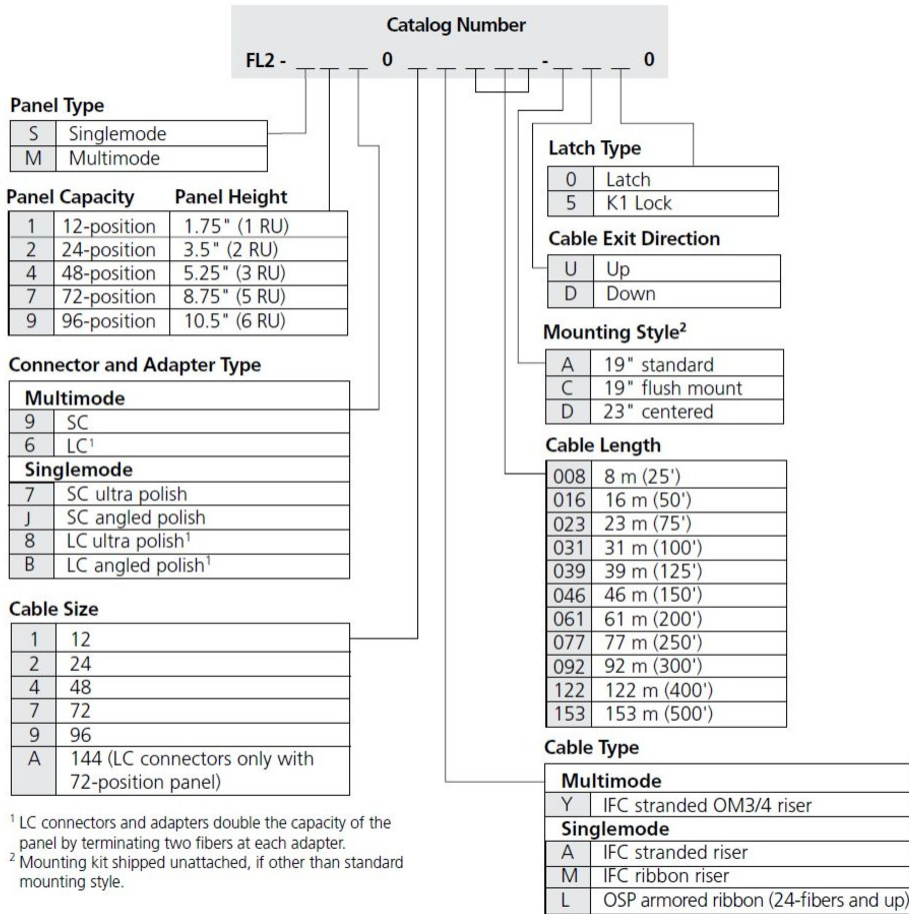 Catalog Number
FL2 - _ _ _ 0 _ _ _ _ _ - _ _ _ 0
Panel Type
S Singlemode
M Multimode
Panel Capacity Panel Height
1 12-position 1.75" (1 RU)
2 24-position 3.5" (2 RU)
4 48-position 5.25" (3 RU)
7 72-position 8.75" (5 RU)
9 96-position 10.5" (6 RU)
Connector and Adapter Type
Multimode
9 SC
6 LC¹
Singlemode
7 SC ultra polish
J SC angled polish
8 LC ultra polish¹
B LC angled polish¹
Cable Size
1 12
2 24
4 48
7 72
9 96
A 144 (LC connectors only with
72-position panel)
¹ LC connectors and adapters double the capacity of the
panel by terminating two fibers at each adapter.
² Mounting kit shipped unattached, if other than standard
mounting style.
Latch Type
0 Latch
5 K1 Lock
Cable Exit Direction
U Up
D Down
Mounting Style²
A 19" standard
C 19" flush mount
D 23" centered
Cable Length
008 8 m (25')
016 16 m (50')
023 23 m (75')
031 31 m (100')
039 39 m (125')
046 46 m (150')
061 61 m (200')
077 77 m (250')
092 92 m (300')
122 122 m (400')
153 153 m (500')
Cable Type
Multimode
Y IFC stranded OM3/4 riser
Singlemode
A IFC stranded riser
M IFC ribbon riser
L OSP armored ribbon (24-fibers and up)